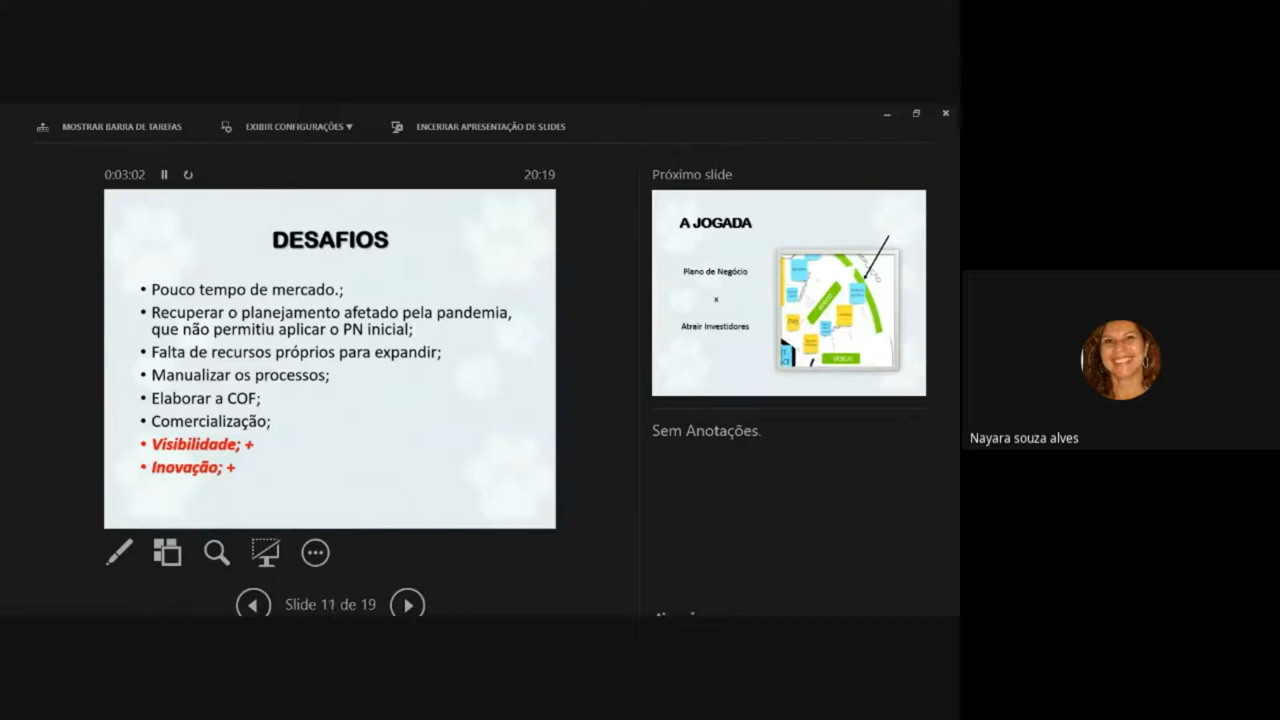 MOSTRAR BARRA DE TAREFAS
EXIBIR CONFIGURAÇÕES ▼
ENCERRAR APRESENTAÇÃO DE SLIDES
0:03:02
20:19
DESAFIOS
• Pouco tempo de mercado.;
• Recuperar o planejamento afetado pela pandemia,
que não permitiu aplicar o PN inicial;
• Falta de recursos próprios para expandir;
• Manualizar os processos;
• Elaborar a COF;
• Comercialização;
• Visibilidade; +
• Inovação; +
Slide 11 de 19
Próximo slide
A JOGADA
Plano de Negócio
x
Atrair Investidores
Sem Anotações.
Nayara souza alves